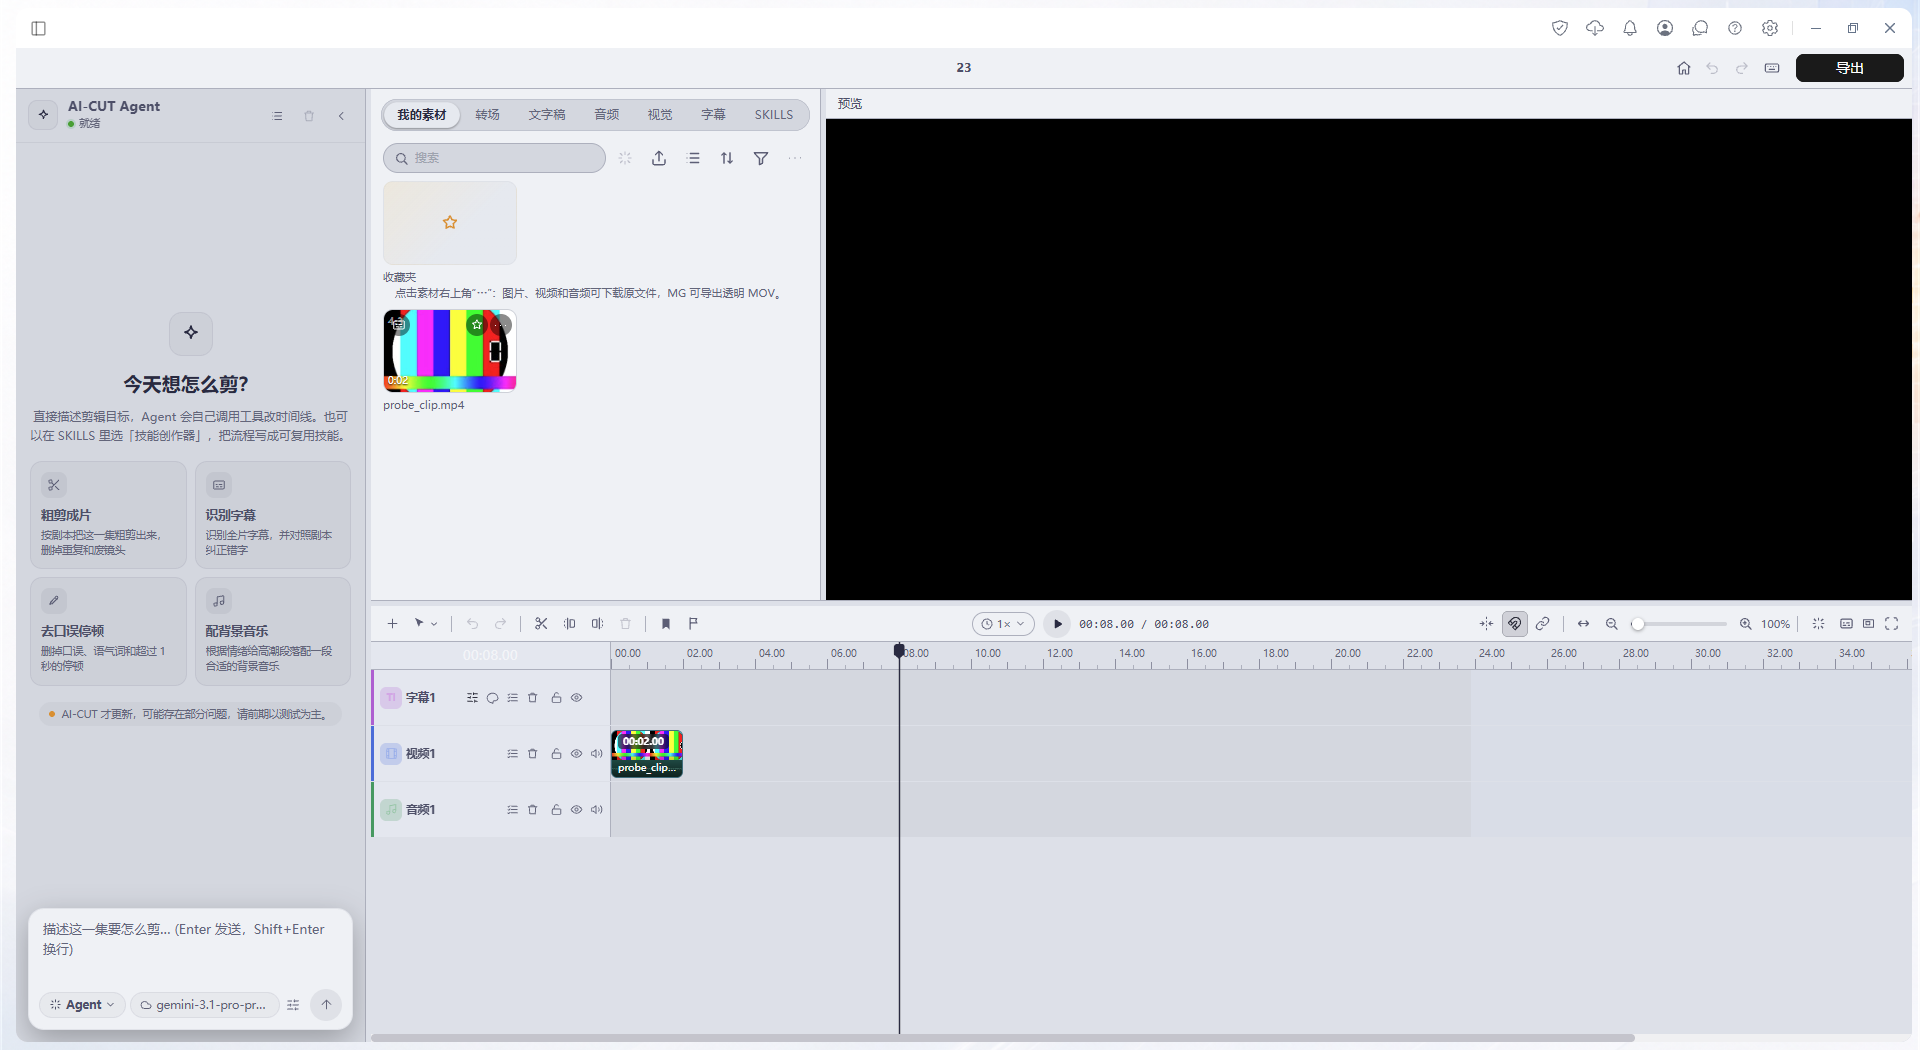 23
导出
AI-CUT Agent
就绪
今天想怎么剪？
直接描述剪辑目标，Agent 会自己调用工具改时间线。也可
以在 SKILLS 里选「技能创作器」，把流程写成可复用技能。
粗剪成片
按剧本把这一集粗剪出来，
删掉重复和废镜头
识别字幕
识别全片字幕，并对照剧本
纠正错字
去口误停顿
删掉口误、语气词和超过 1
秒的停顿
配背景音乐
根据情绪给高潮段落配一段
合适的背景音乐
AI-CUT 才更新，可能存在部分问题，请前期以测试为主。
描述这一集要怎么剪... (Enter 发送，Shift+Enter
换行)
Agent
gemini-3.1-pro-pr...
我的素材 转场 文字稿 音频 视觉 字幕 SKILLS
搜索
收藏夹
点击素材右上角“···”：图片、视频和音频可下载原文件，MG 可导出透明 MOV。
0:02
probe_clip.mp4
预览
1×
00:08.00 / 00:08.00
100%
00:08.00
00.00 02.00 04.00 06.00 08.00 10.00 12.00 14.00 16.00 18.00 20.00 22.00 24.00 26.00 28.00 30.00 32.00 34.00
字幕1
视频1
00:02.00
probe_clip...
音频1